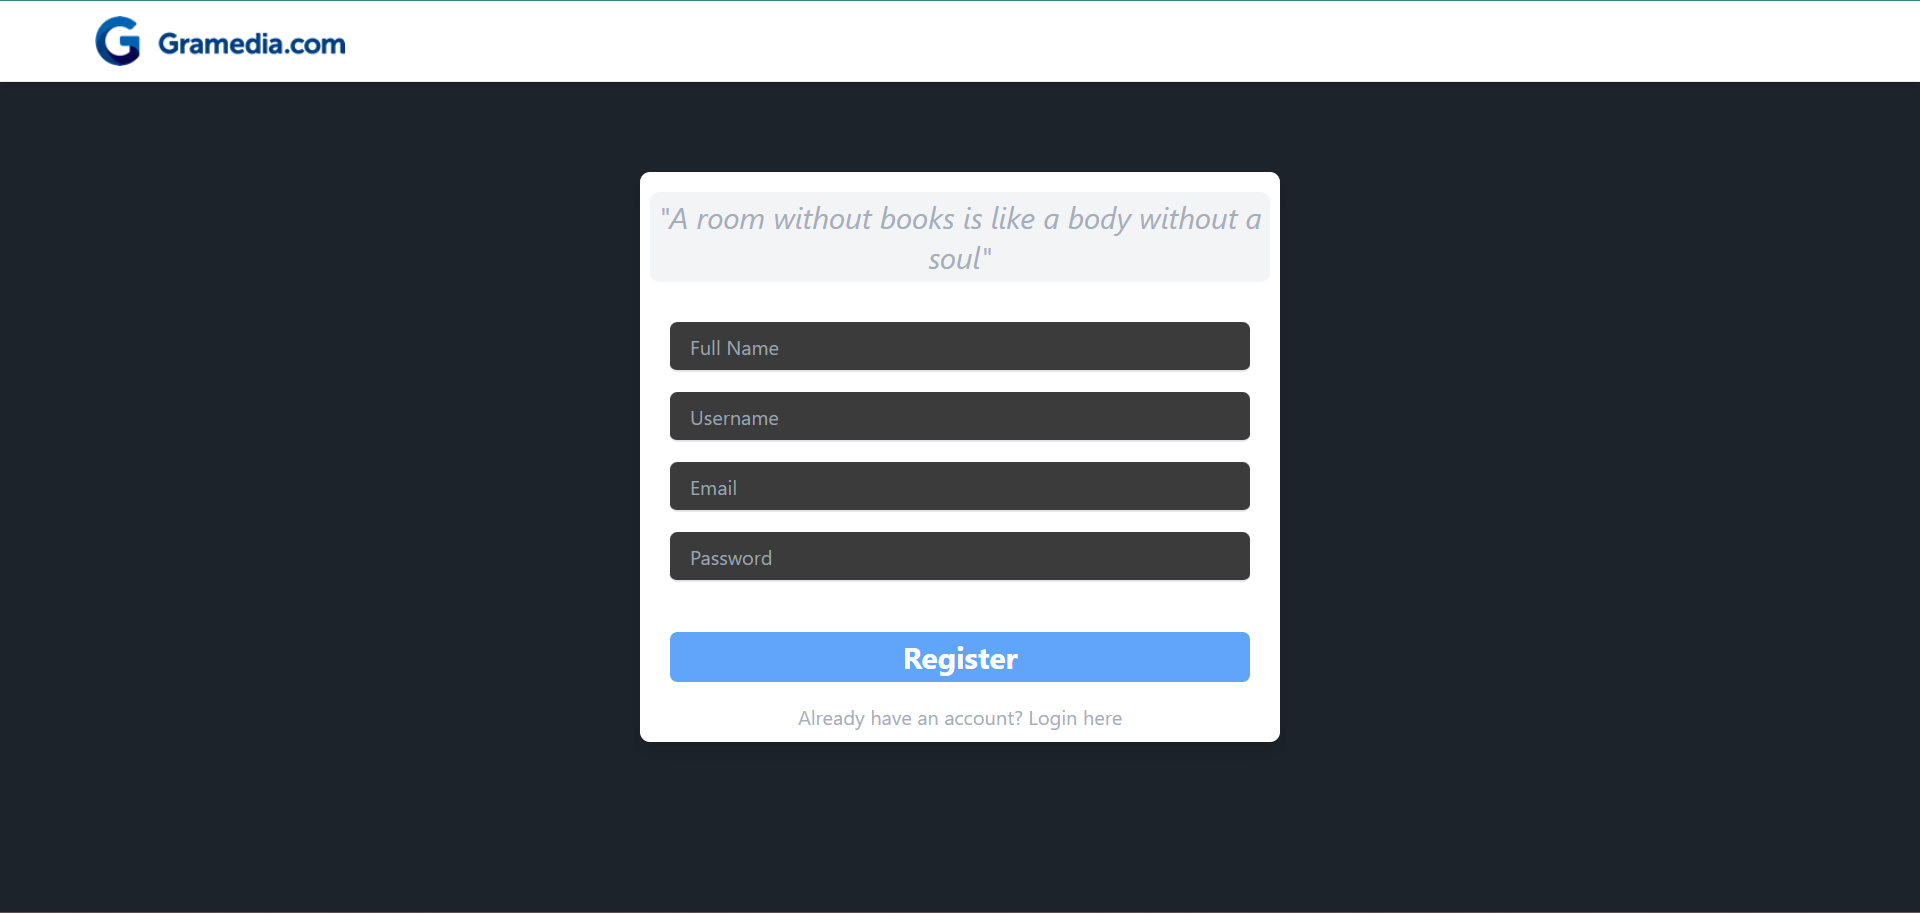 Gramedia.com
"A room without books is like a body without a
soul"
Full Name
Username
Email
Password
Register
Already have an account? Login here